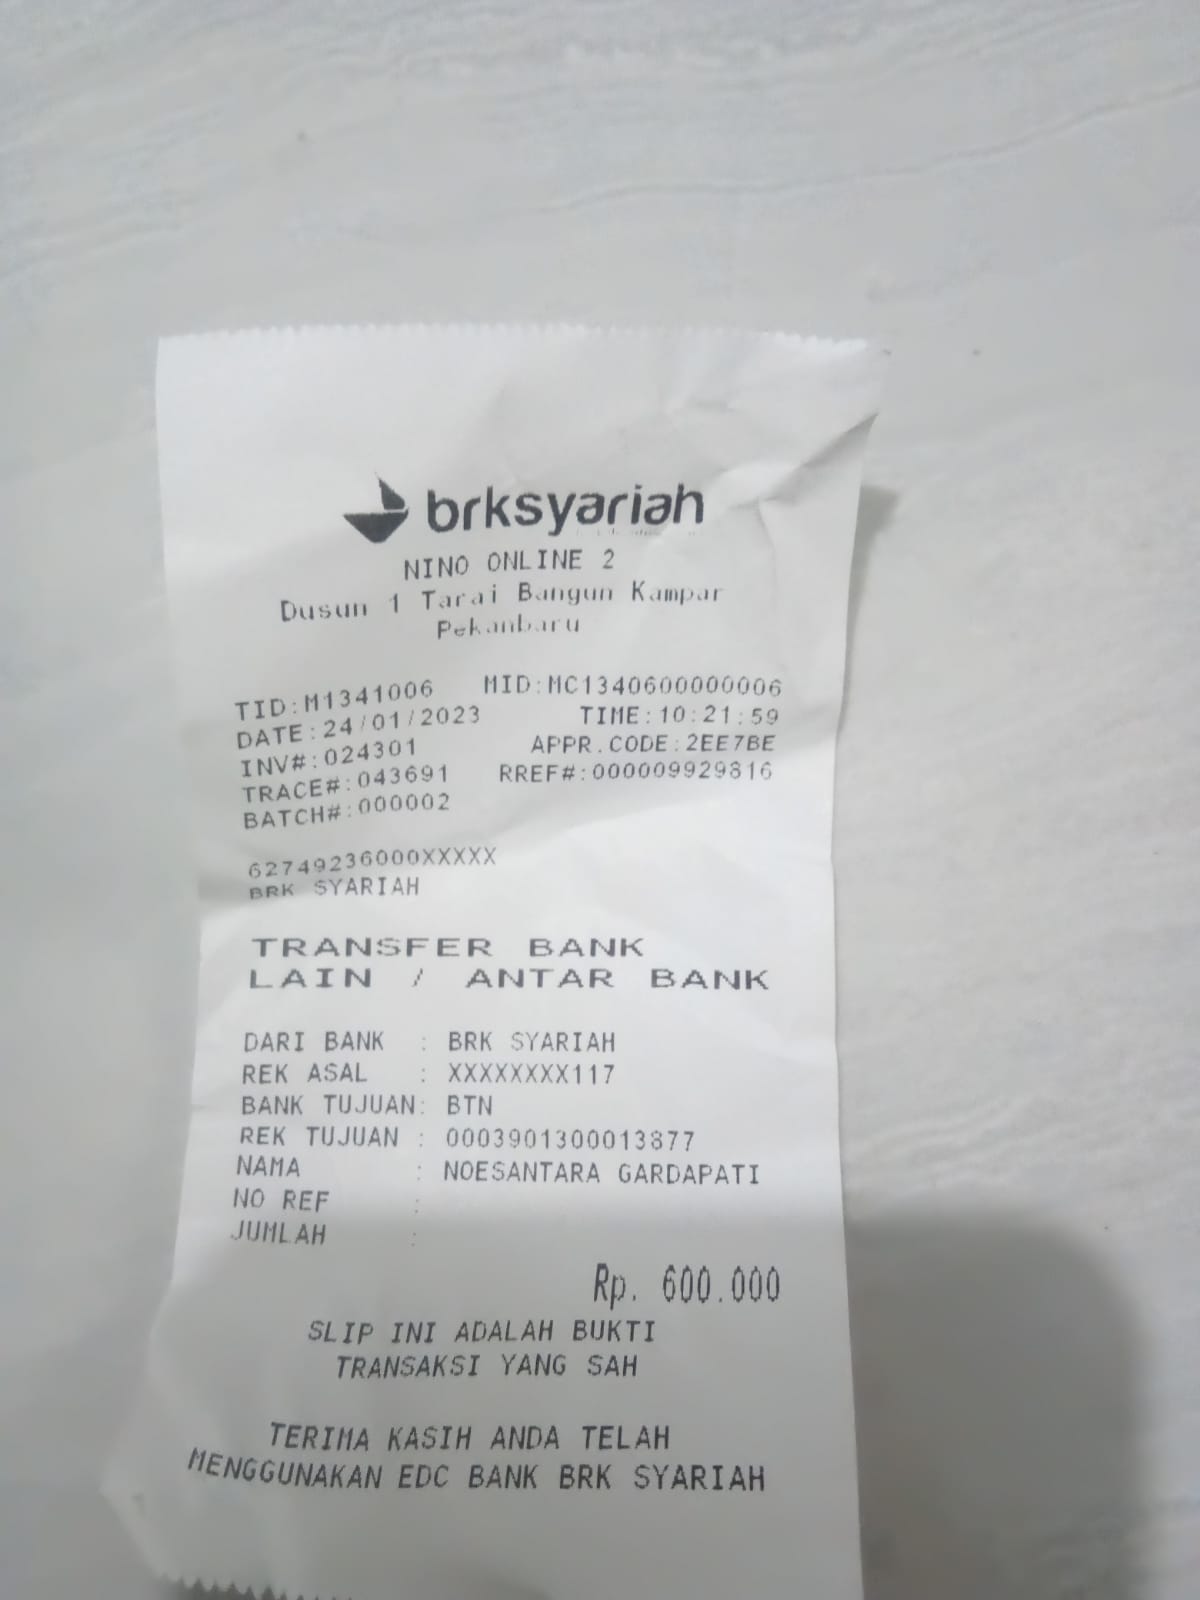 brksyariah
NINO ONLINE 2
Dusun 1 Tarai Bangun Kampar
Pekanbaru
TID:M1341006 MID:MC1340600000006
DATE:24/01/2023 TIME:10:21:59
INV#:024301 APPR.CODE:2EE7BE
TRACE#:043691 RREF#:000009929816
BATCH#:000002
62749236000XXXXX
BRK SYARIAH
TRANSFER BANK
LAIN / ANTAR BANK
DARI BANK : BRK SYARIAH
REK ASAL : XXXXXXXX117
BANK TUJUAN: BTN
REK TUJUAN : 0003901300013877
NAMA : NOESANTARA GARDAPATI
NO REF :
JUMLAH :
Rp. 600.000
SLIP INI ADALAH BUKTI
TRANSAKSI YANG SAH
TERIMA KASIH ANDA TELAH
MENGGUNAKAN EDC BANK BRK SYARIAH